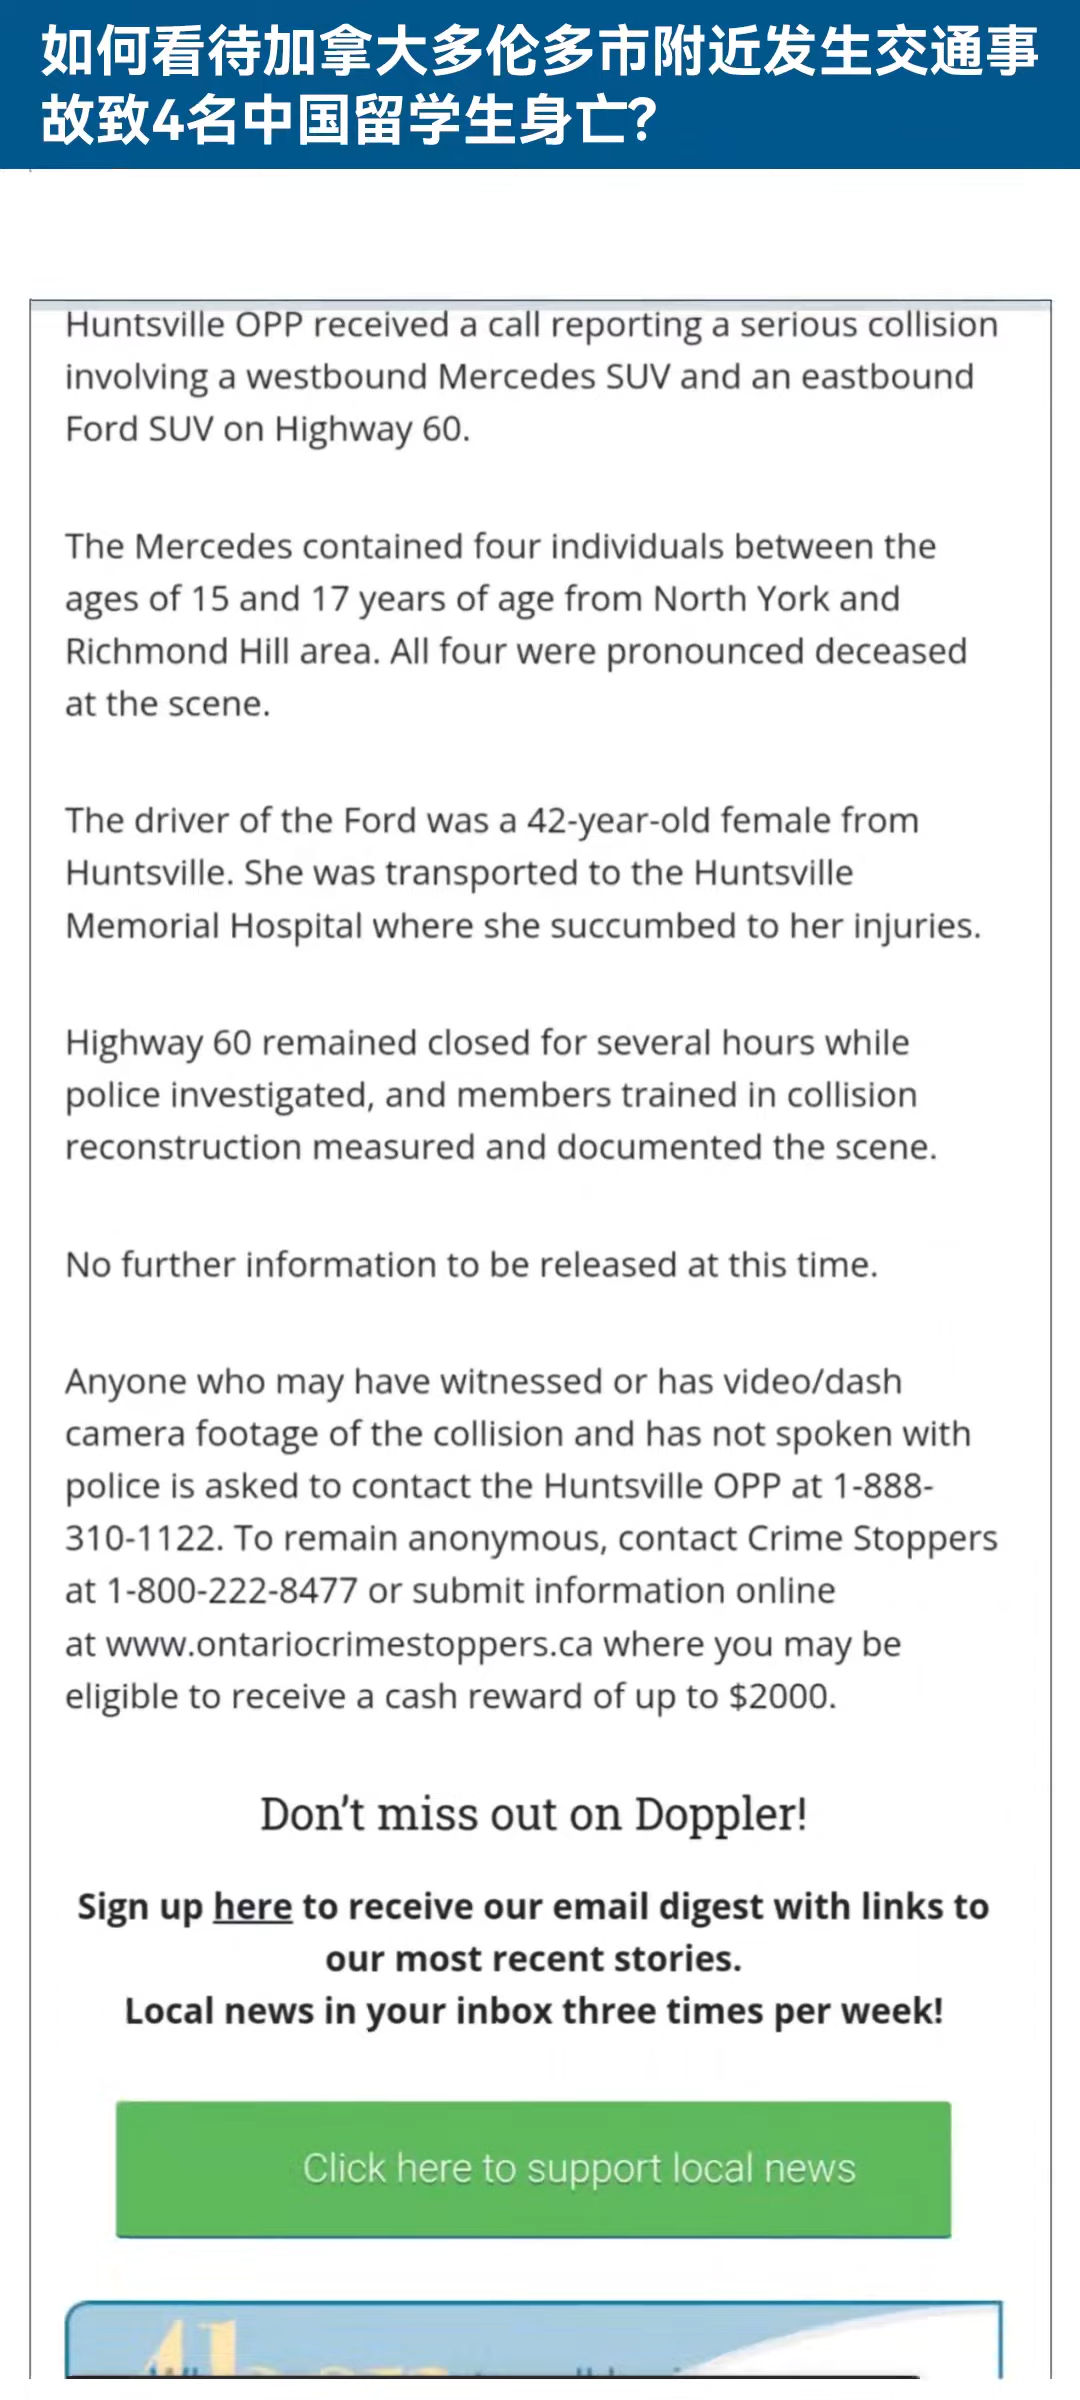 如何看待加拿大多伦多市附近发生交通事
故致4名中国留学生身亡？
Huntsville OPP received a call reporting a serious collision
involving a westbound Mercedes SUV and an eastbound
Ford SUV on Highway 60.
The Mercedes contained four individuals between the
ages of 15 and 17 years of age from North York and
Richmond Hill area. All four were pronounced deceased
at the scene.
The driver of the Ford was a 42-year-old female from
Huntsville. She was transported to the Huntsville
Memorial Hospital where she succumbed to her injuries.
Highway 60 remained closed for several hours while
police investigated, and members trained in collision
reconstruction measured and documented the scene.
No further information to be released at this time.
Anyone who may have witnessed or has video/dash
camera footage of the collision and has not spoken with
police is asked to contact the Huntsville OPP at 1-888-
310-1122. To remain anonymous, contact Crime Stoppers
at 1-800-222-8477 or submit information online
at www.ontariocrimestoppers.ca where you may be
eligible to receive a cash reward of up to $2000.
Don’t miss out on Doppler!
Sign up here to receive our email digest with links to
our most recent stories.
Local news in your inbox three times per week!
Click here to support local news